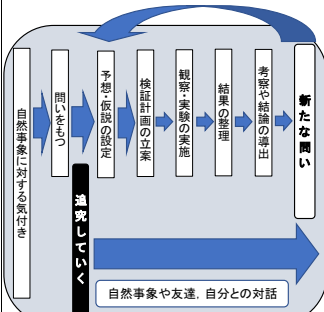 自然事象に対する気付き
問いをもつ
予想・仮説の設定
検証計画の立案
観察・実験の実施
結果の整理
考察や結論の導出
新たな問い
追究していく
自然事象や友達，自分との対話